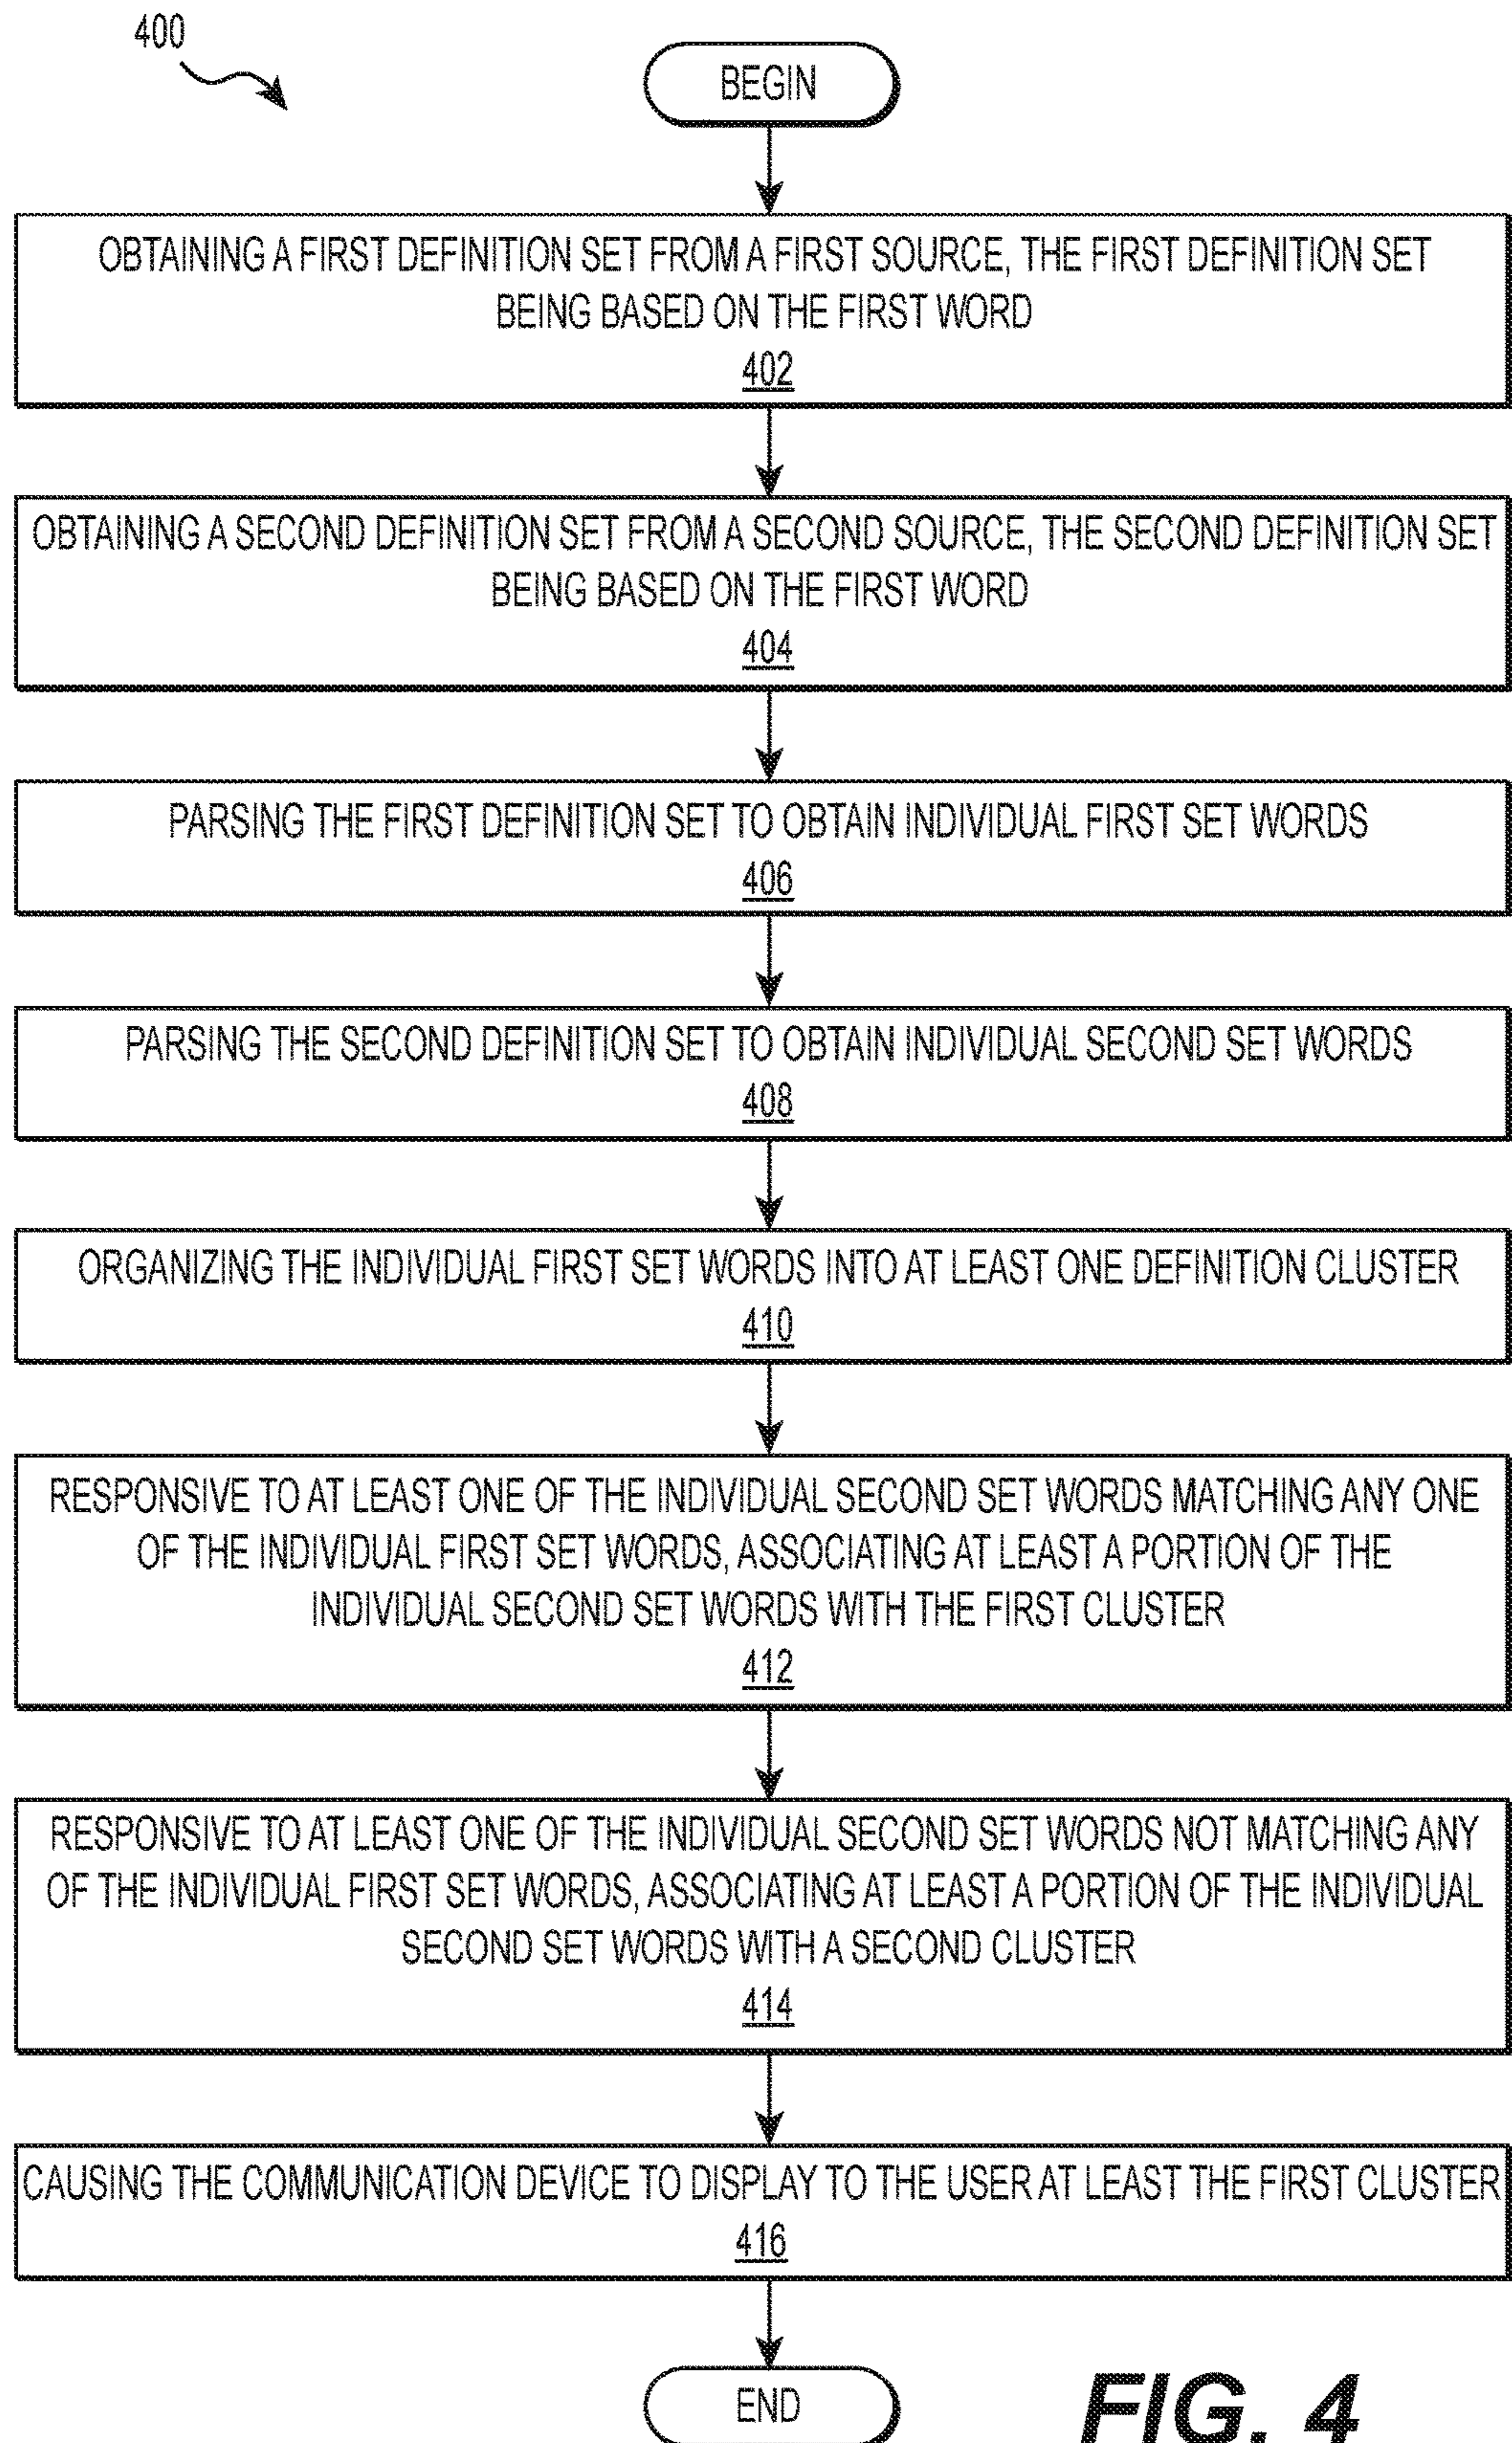 400
BEGIN
OBTAINING A FIRST DEFINITION SET FROM A FIRST SOURCE, THE FIRST DEFINITION SET
BEING BASED ON THE FIRST WORD
402
OBTAINING A SECOND DEFINITION SET FROM A SECOND SOURCE, THE SECOND DEFINITION SET
BEING BASED ON THE FIRST WORD
404
PARSING THE FIRST DEFINITION SET TO OBTAIN INDIVIDUAL FIRST SET WORDS
406
PARSING THE SECOND DEFINITION SET TO OBTAIN INDIVIDUAL SECOND SET WORDS
408
ORGANIZING THE INDIVIDUAL FIRST SET WORDS INTO AT LEAST ONE DEFINITION CLUSTER
410
RESPONSIVE TO AT LEAST ONE OF THE INDIVIDUAL SECOND SET WORDS MATCHING ANY ONE
OF THE INDIVIDUAL FIRST SET WORDS, ASSOCIATING AT LEAST A PORTION OF THE
INDIVIDUAL SECOND SET WORDS WITH THE FIRST CLUSTER
412
RESPONSIVE TO AT LEAST ONE OF THE INDIVIDUAL SECOND SET WORDS NOT MATCHING ANY
OF THE INDIVIDUAL FIRST SET WORDS, ASSOCIATING AT LEAST A PORTION OF THE INDIVIDUAL
SECOND SET WORDS WITH A SECOND CLUSTER
414
CAUSING THE COMMUNICATION DEVICE TO DISPLAY TO THE USER AT LEAST THE FIRST CLUSTER
416
END
FIG. 4